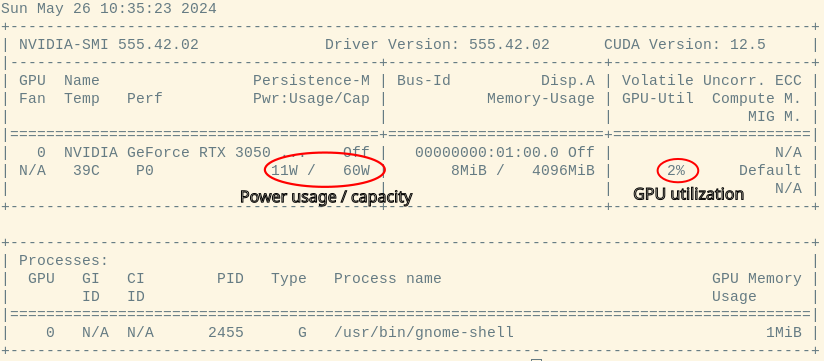 Sun May 26 10:35:23 2024
+-----------------------------------------------------------------------------------------+
| NVIDIA-SMI 555.42.02              Driver Version: 555.42.02      CUDA Version: 12.5     |
|-----------------------------------------+------------------------+----------------------+
| GPU  Name                 Persistence-M | Bus-Id          Disp.A | Volatile Uncorr. ECC |
| Fan  Temp   Perf          Pwr:Usage/Cap |           Memory-Usage | GPU-Util  Compute M. |
|                                         |                        |               MIG M. |
|=========================================+========================+======================|
|   0  NVIDIA GeForce RTX 3050 ...    Off |   00000000:01:00.0 Off |                  N/A |
| N/A   39C    P0             11W /   60W |       8MiB /   4096MiB |      2%      Default |
|                                         |                        |                  N/A |
Power usage / capacity GPU utilization
+-----------------------------------------+------------------------+----------------------+
+-----------------------------------------------------------------------------------------+
| Processes:                                                                              |
|  GPU   GI   CI        PID   Type   Process name                              GPU Memory |
|        ID   ID                                                               Usage      |
|=========================================================================================|
|    0   N/A  N/A      2455      G   /usr/bin/gnome-shell                            1MiB |
+-----------------------------------------------------------------------------------------+